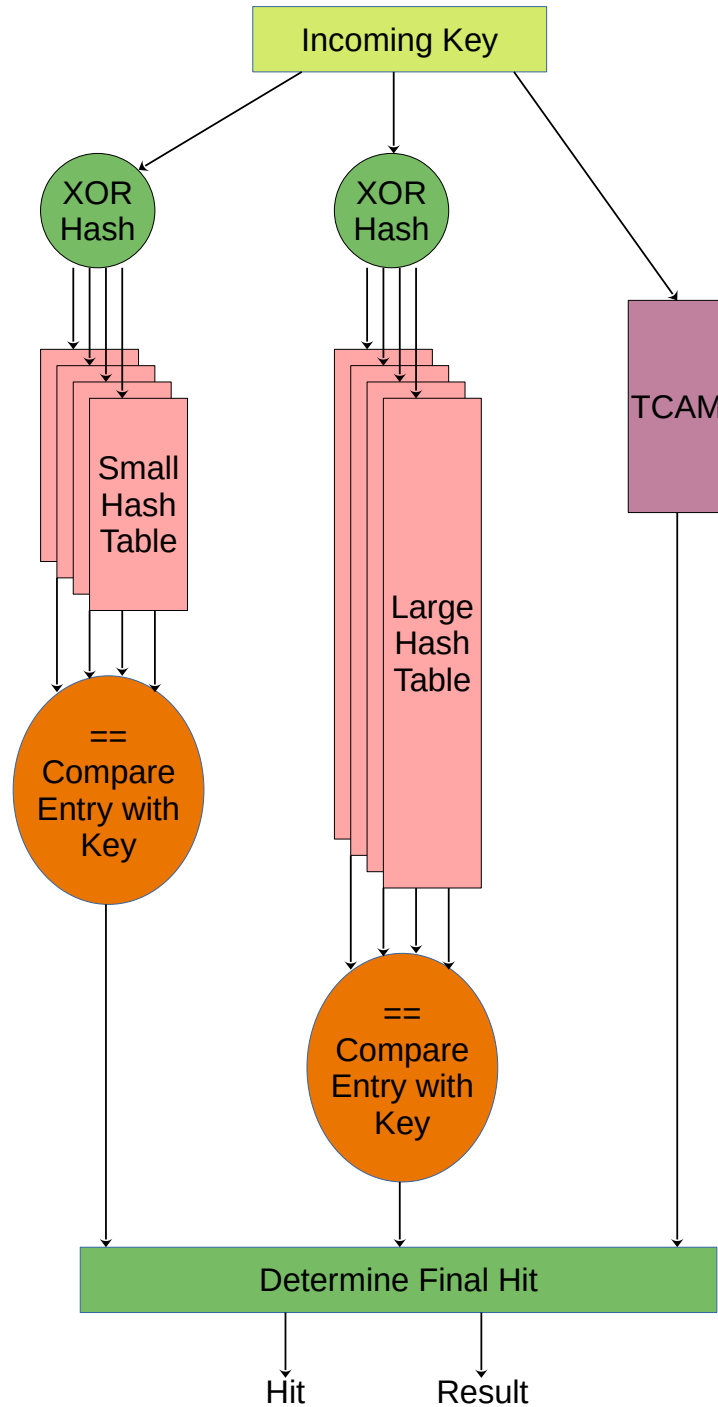 Incoming Key
XOR
Hash
XOR
Hash
TCAM
Small
Hash
Table
Large
Hash
Table
==
Compare
Entry with
Key
==
Compare
Entry with
Key
Determine Final Hit
Hit
Result